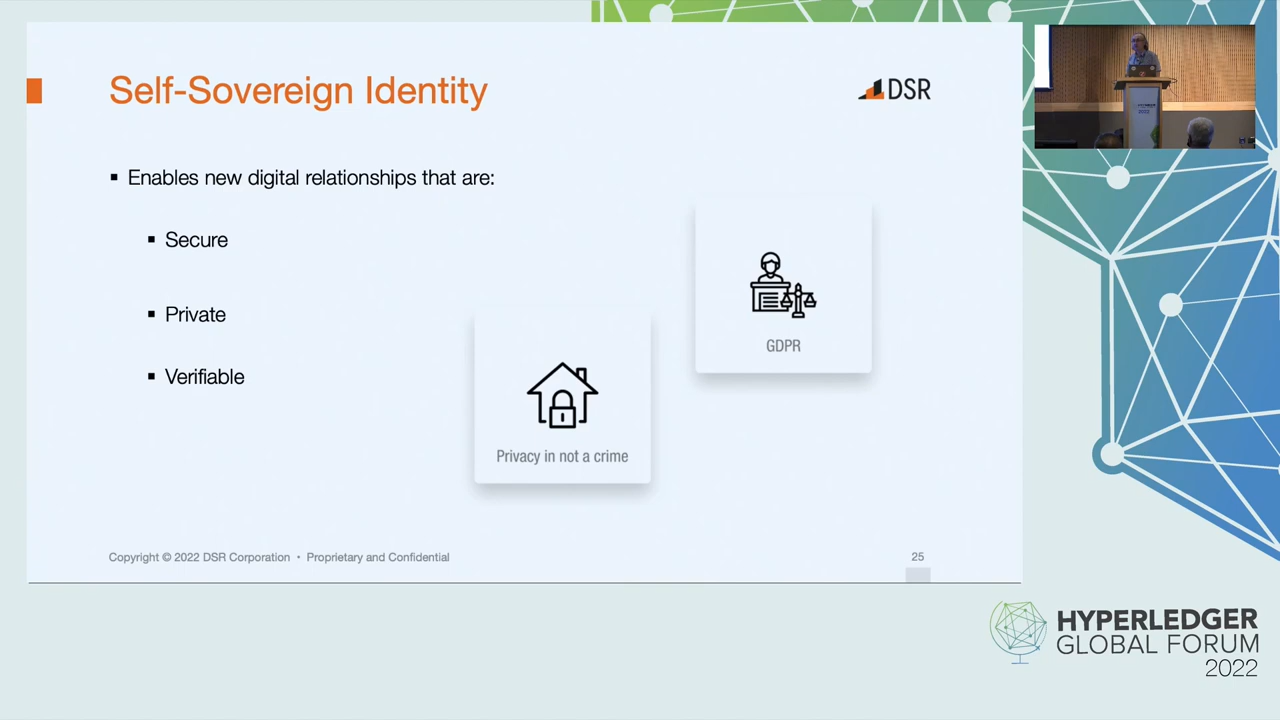 Self-Sovereign Identity
DSR
▪ Enables new digital relationships that are:
▪ Secure
▪ Private
▪ Verifiable
GDPR
Privacy in not a crime
Copyright © 2022 DSR Corporation • Proprietary and Confidential
25
HYPERLEDGER
GLOBAL FORUM
2022